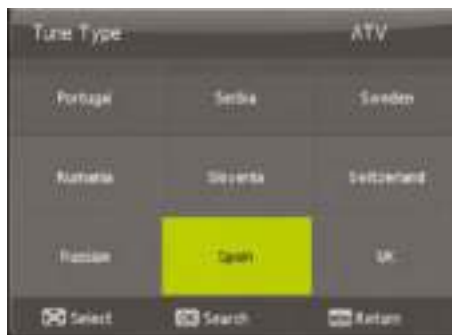 Tune Type ATV
Portugal Serbia Sweden
Rumania Slovenia Switzerland
Russian Spain UK
Select Search Return